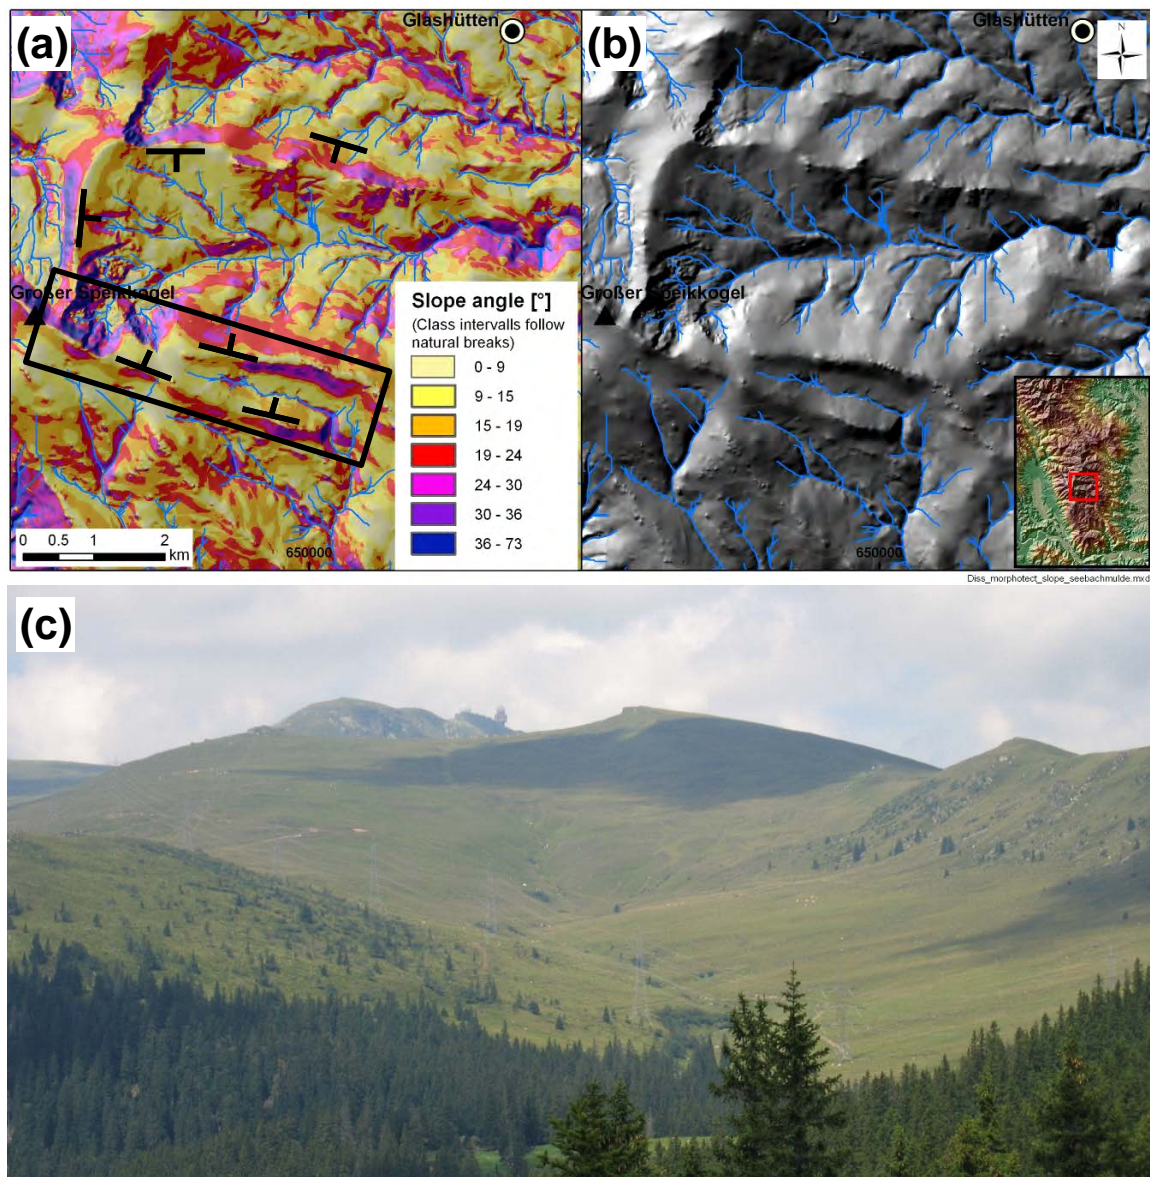 (a)
Glashütten
Großer Speikkogel
Slope angle [°]
(Class intervalls follow
natural breaks)
0 - 9
9 - 15
15 - 19
19 - 24
24 - 30
30 - 36
36 - 73
0 0.5 1 2
km
650000
(b)
Glashütten
N
Großer Speikkogel
650000
Diss_morphotect_slope_seebachmulde.mxd
(c)